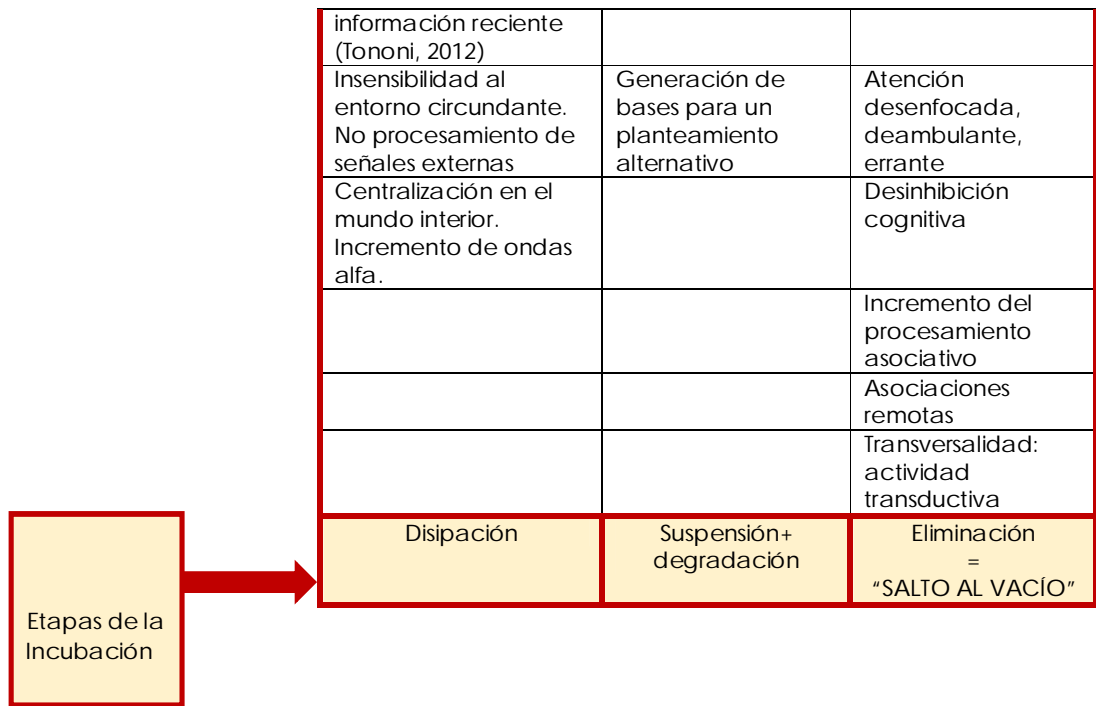 información reciente
(Tononi, 2012)
Insensibilidad al
entorno circundante.
No procesamiento de
señales externas
Generación de
bases para un
planteamiento
alternativo
Atención
desenfocada,
deambulante,
errante
Centralización en el
mundo interior.
Incremento de ondas
alfa.
Desinhibición
cognitiva
Incremento del
procesamiento
asociativo
Asociaciones
remotas
Transversalidad:
actividad
transductiva
Disipación
Suspensión+
degradación
Eliminación
=
“SALTO AL VACÍO”
Etapas de la
Incubación